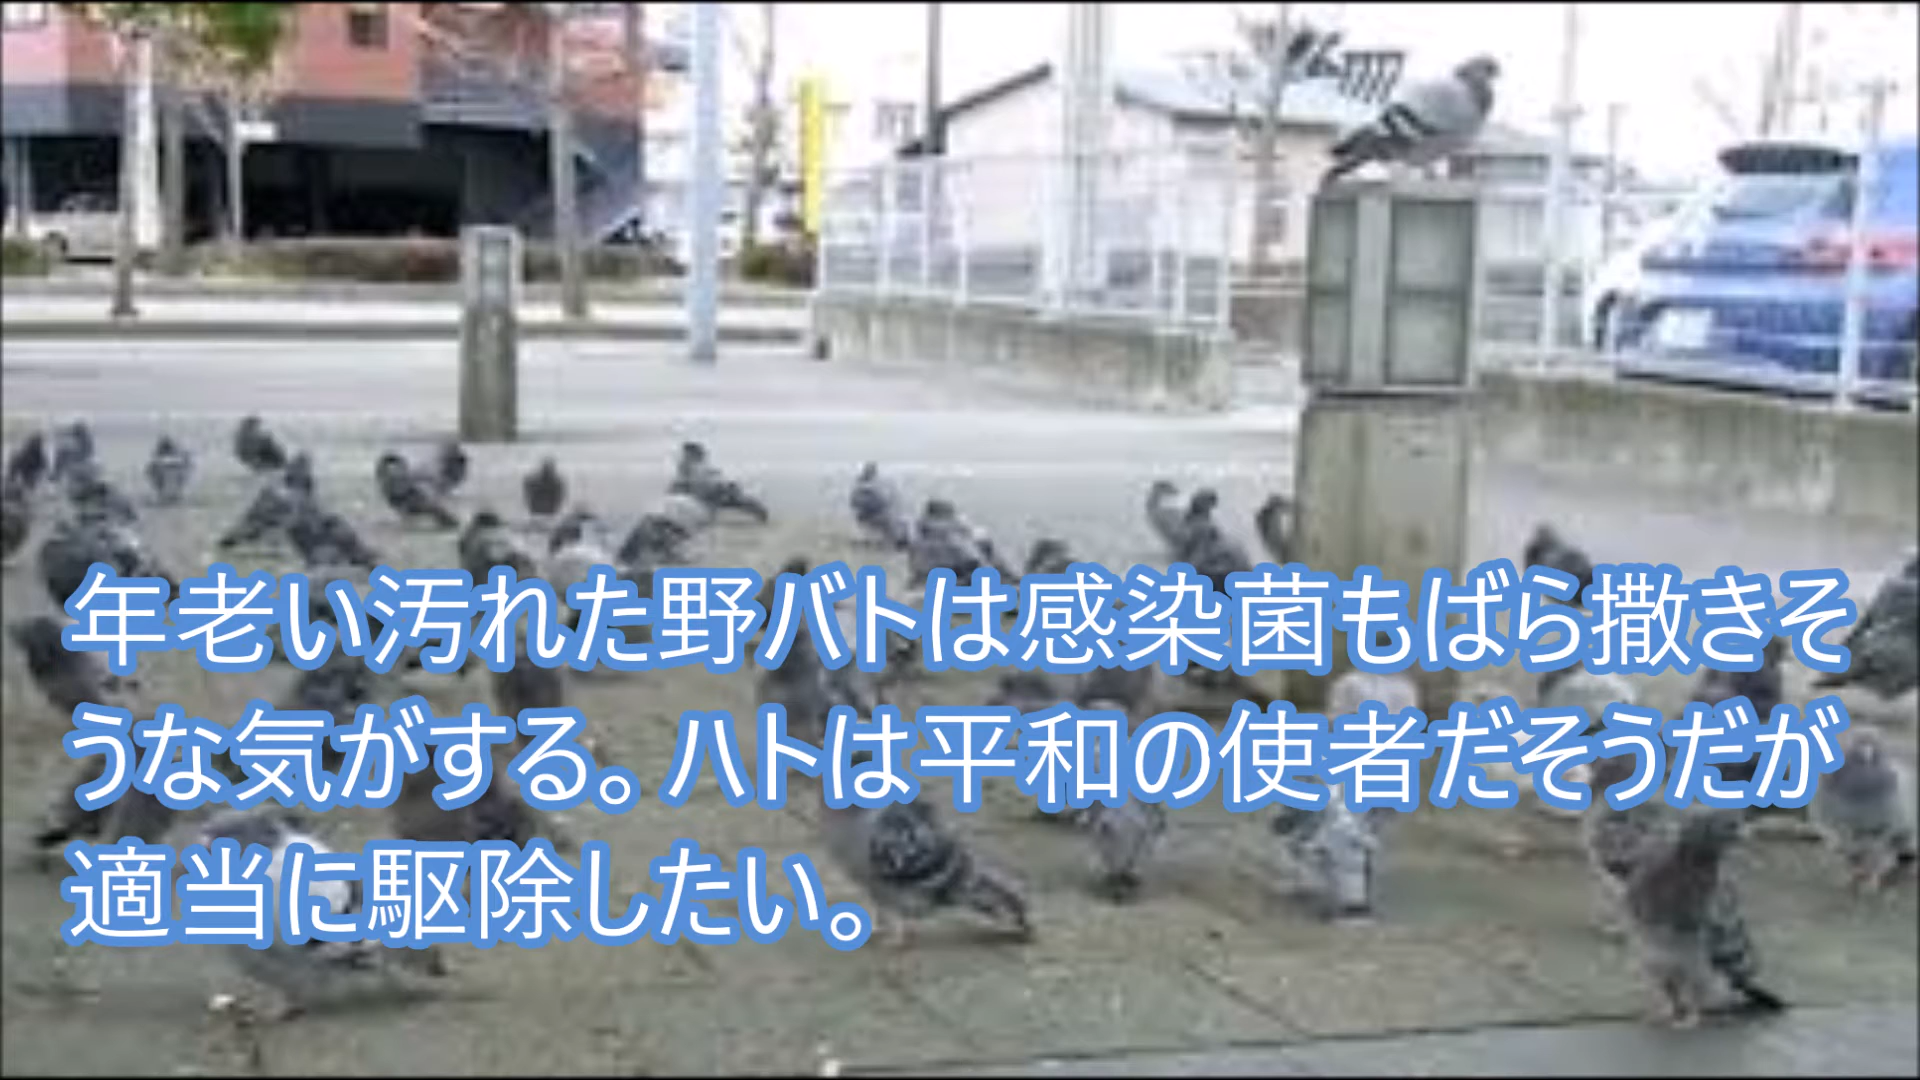 年老い汚れた野バトは感染菌もばら撒きそ
うな気がする。ハトは平和の使者だそうだが
適当に駆除したい。